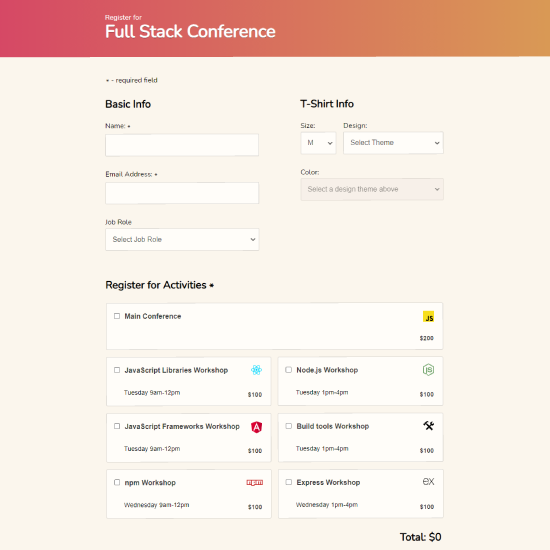 Register for
Full Stack Conference
* - required field
Basic Info
Name: *
Email Address: *
Job Role
Select Job Role
T-Shirt Info
Size:
Design:
M
Select Theme
Color:
Select a design theme above
Register for Activities *
Main Conference
JS
$200
JavaScript Libraries Workshop
Tuesday 9am-12pm
$100
Node.js Workshop
JS
Tuesday 1pm-4pm
$100
JavaScript Frameworks Workshop
A
Tuesday 9am-12pm
$100
Build tools Workshop
Tuesday 1pm-4pm
$100
npm Workshop
npm
Wednesday 9am-12pm
$100
Express Workshop
ex
Wednesday 1pm-4pm
$100
Total: $0